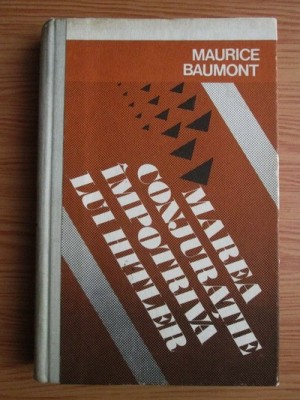 MAURICE
BAUMONT
MAREA
CONJURAȚIE
ÎMPOTRIVA
LUI HITLER